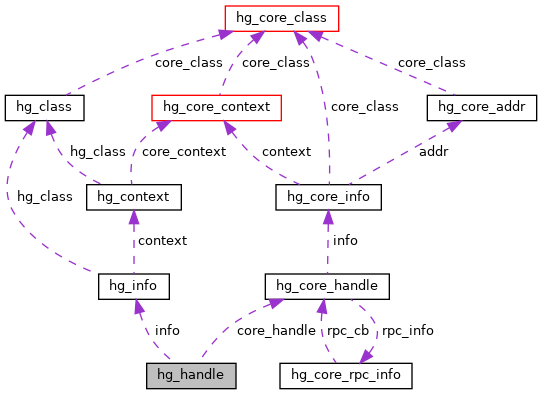 hg_core_class
core_class
core_class
core_class
core_class
hg_class
hg_core_context
hg_core_addr
hg_class
core_context
context
addr
hg_class
hg_context
hg_core_info
context
info
hg_info
hg_core_handle
info
core_handle
rpc_cb
rpc_info
hg_handle
hg_core_rpc_info